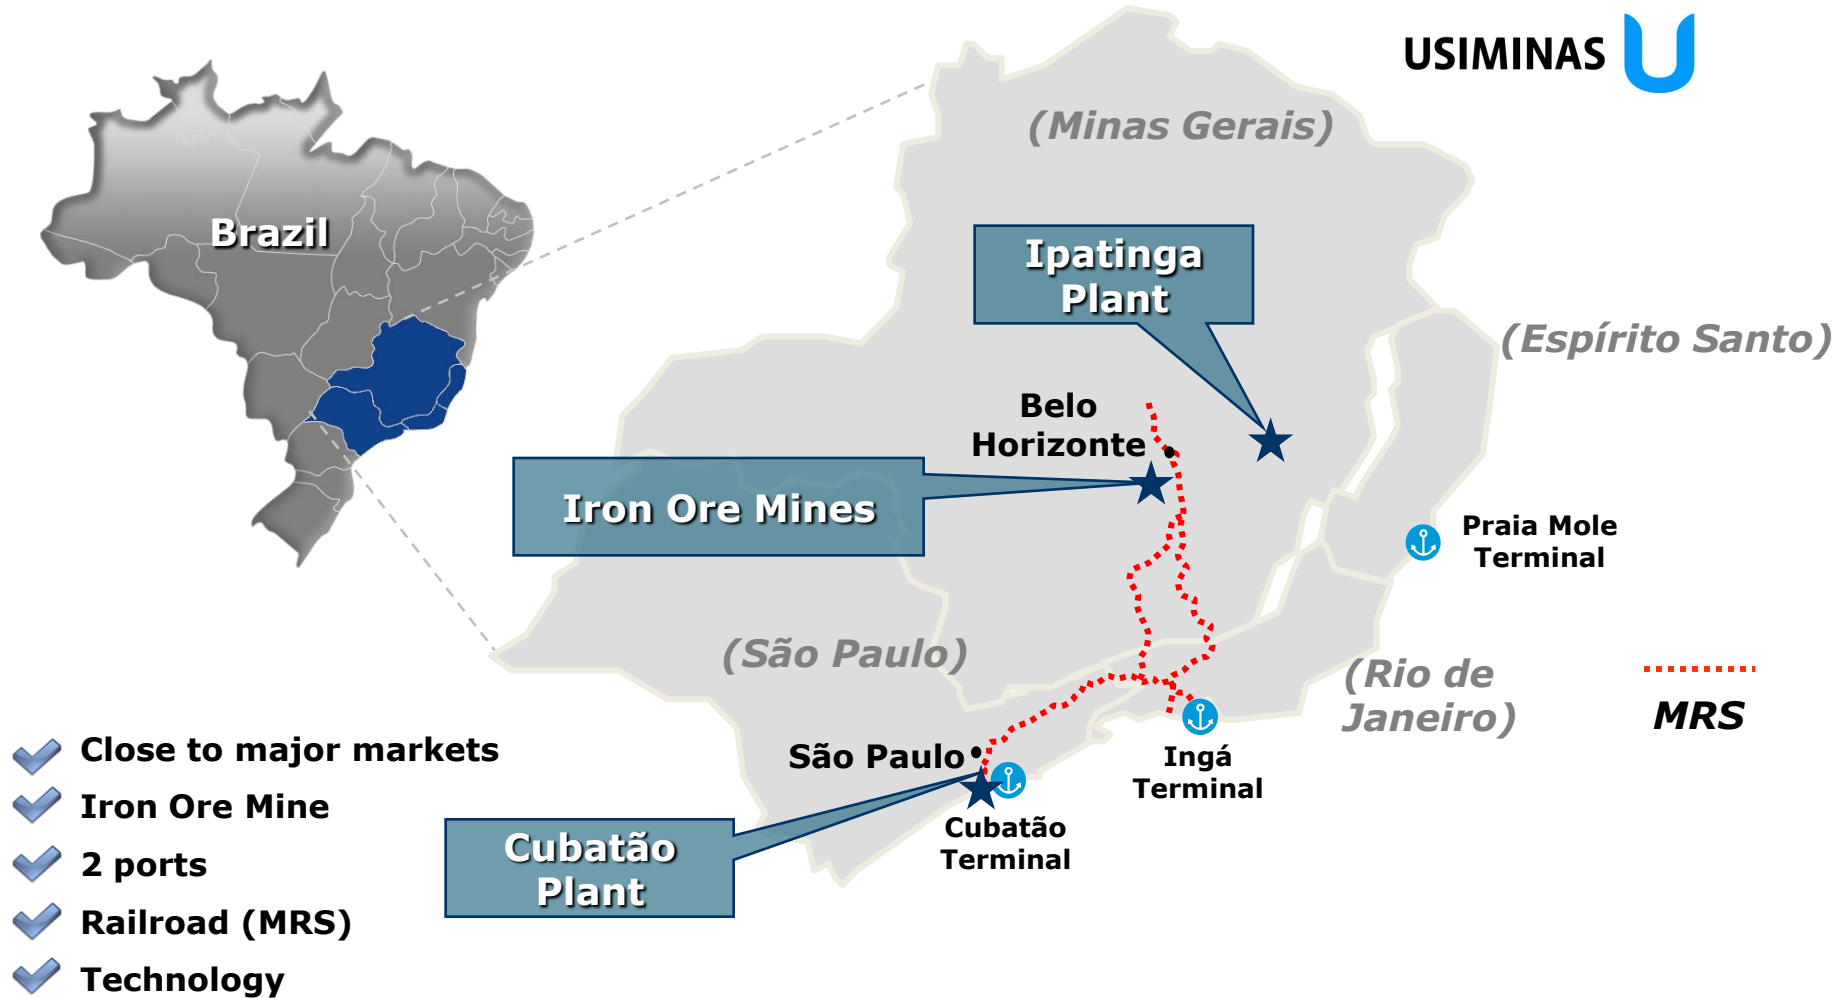 USIMINAS
(Minas Gerais)
Brazil
Ipatinga
Plant
(Espírito Santo)
Belo
Horizonte
Iron Ore Mines
Praia Mole
Terminal
(São Paulo)
(Rio de
Janeiro)
MRS
São Paulo
Ingá
Terminal
Cubatão
Terminal
Cubatão
Plant
Close to major markets
Iron Ore Mine
2 ports
Railroad (MRS)
Technology